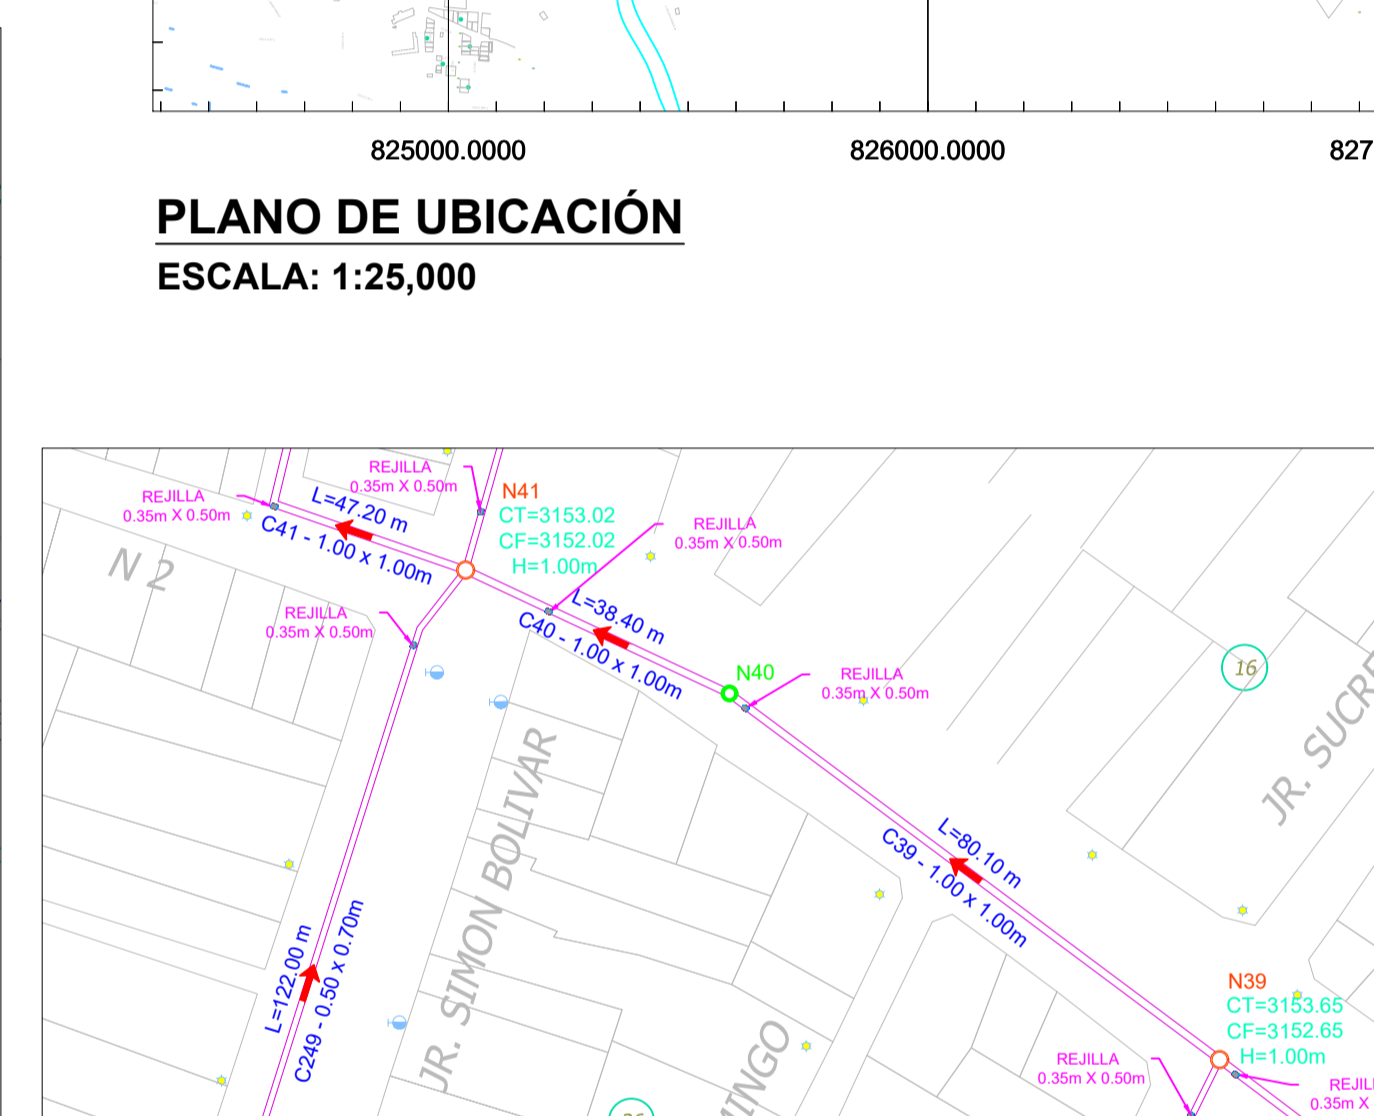 825000.0000
826000.0000
827
PLANO DE UBICACIÓN
ESCALA: 1:25,000
REJILLA
0.35m X 0.50m
REJILLA
0.35m X 0.50m
L=47.20 m
C41 - 1.00 x 1.00m
N41
CT=3153.02
CF=3152.02
H=1.00m
REJILLA
0.35m X 0.50m
N 2
REJILLA
0.35m X 0.50m
L=38.40 m
C40 - 1.00 x 1.00m
N40
REJILLA
0.35m X 0.50m
16
JR. SUCRE
JR. SIMON BOLIVAR
L=80.10 m
C39 - 1.00 x 1.00m
L=122.00 m
C249 - 0.50 x 0.70m
N39
CT=3153.65
CF=3152.65
H=1.00m
REJILLA
0.35m X 0.50m
REJIL
0.35m X
MINGO